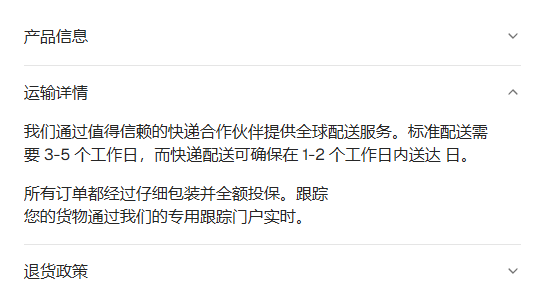 产品信息
运输详情
我们通过值得信赖的快递合作伙伴提供全球配送服务。标准配送需
要 3-5 个工作日，而快递配送可确保在 1-2 个工作日内送达 日。
所有订单都经过仔细包装并全额投保。跟踪
您的货物通过我们的专用跟踪门户实时。
退货政策